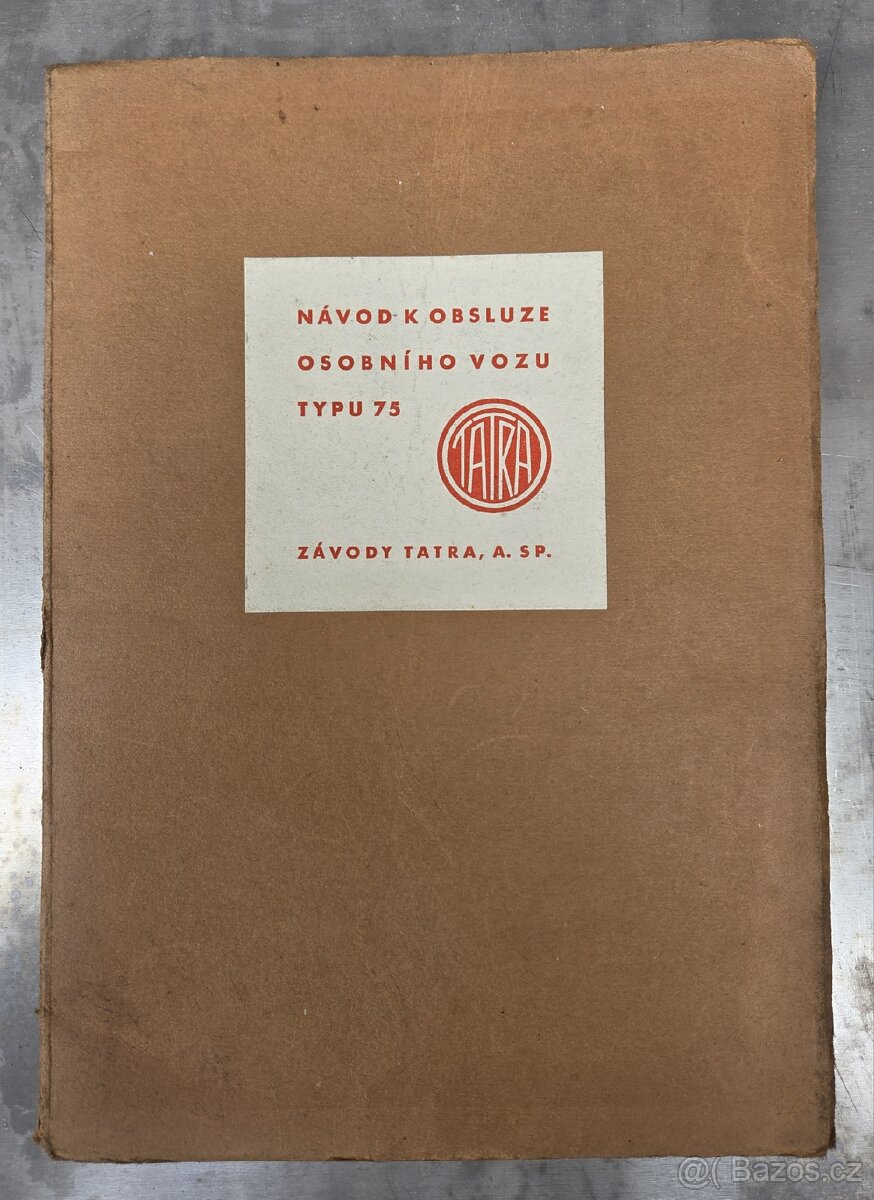 NÁVOD K OBSLUZE
OSOBNÍHO VOZU
TYPU 75
TATRA
ZÁVODY TATRA, A. SP.
@( Bazos.cz